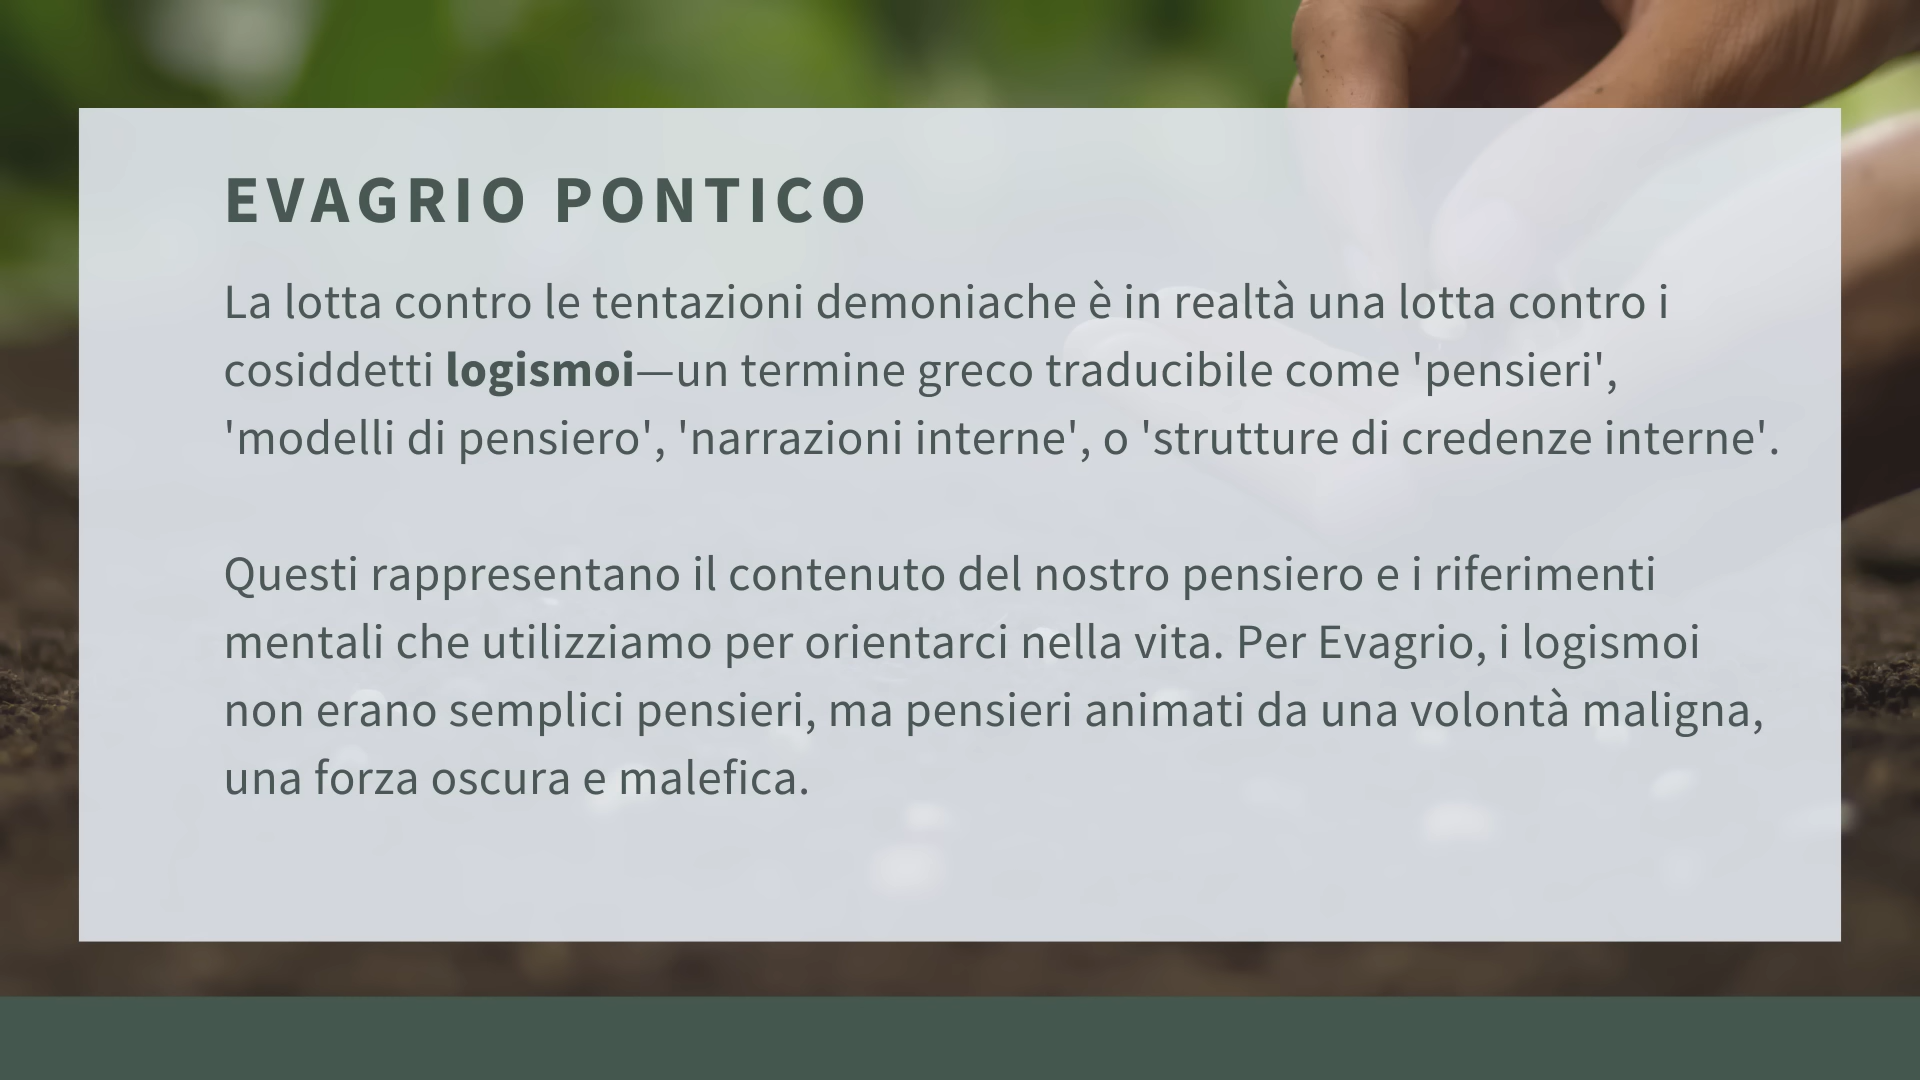 EVAGRIO PONTICO
La lotta contro le tentazioni demoniache è in realtà una lotta contro i
cosiddetti logismoi—un termine greco traducibile come 'pensieri',
'modelli di pensiero', 'narrazioni interne', o 'strutture di credenze interne'.
Questi rappresentano il contenuto del nostro pensiero e i riferimenti
mentali che utilizziamo per orientarci nella vita. Per Evagrio, i logismoi
non erano semplici pensieri, ma pensieri animati da una volontà maligna,
una forza oscura e malefica.